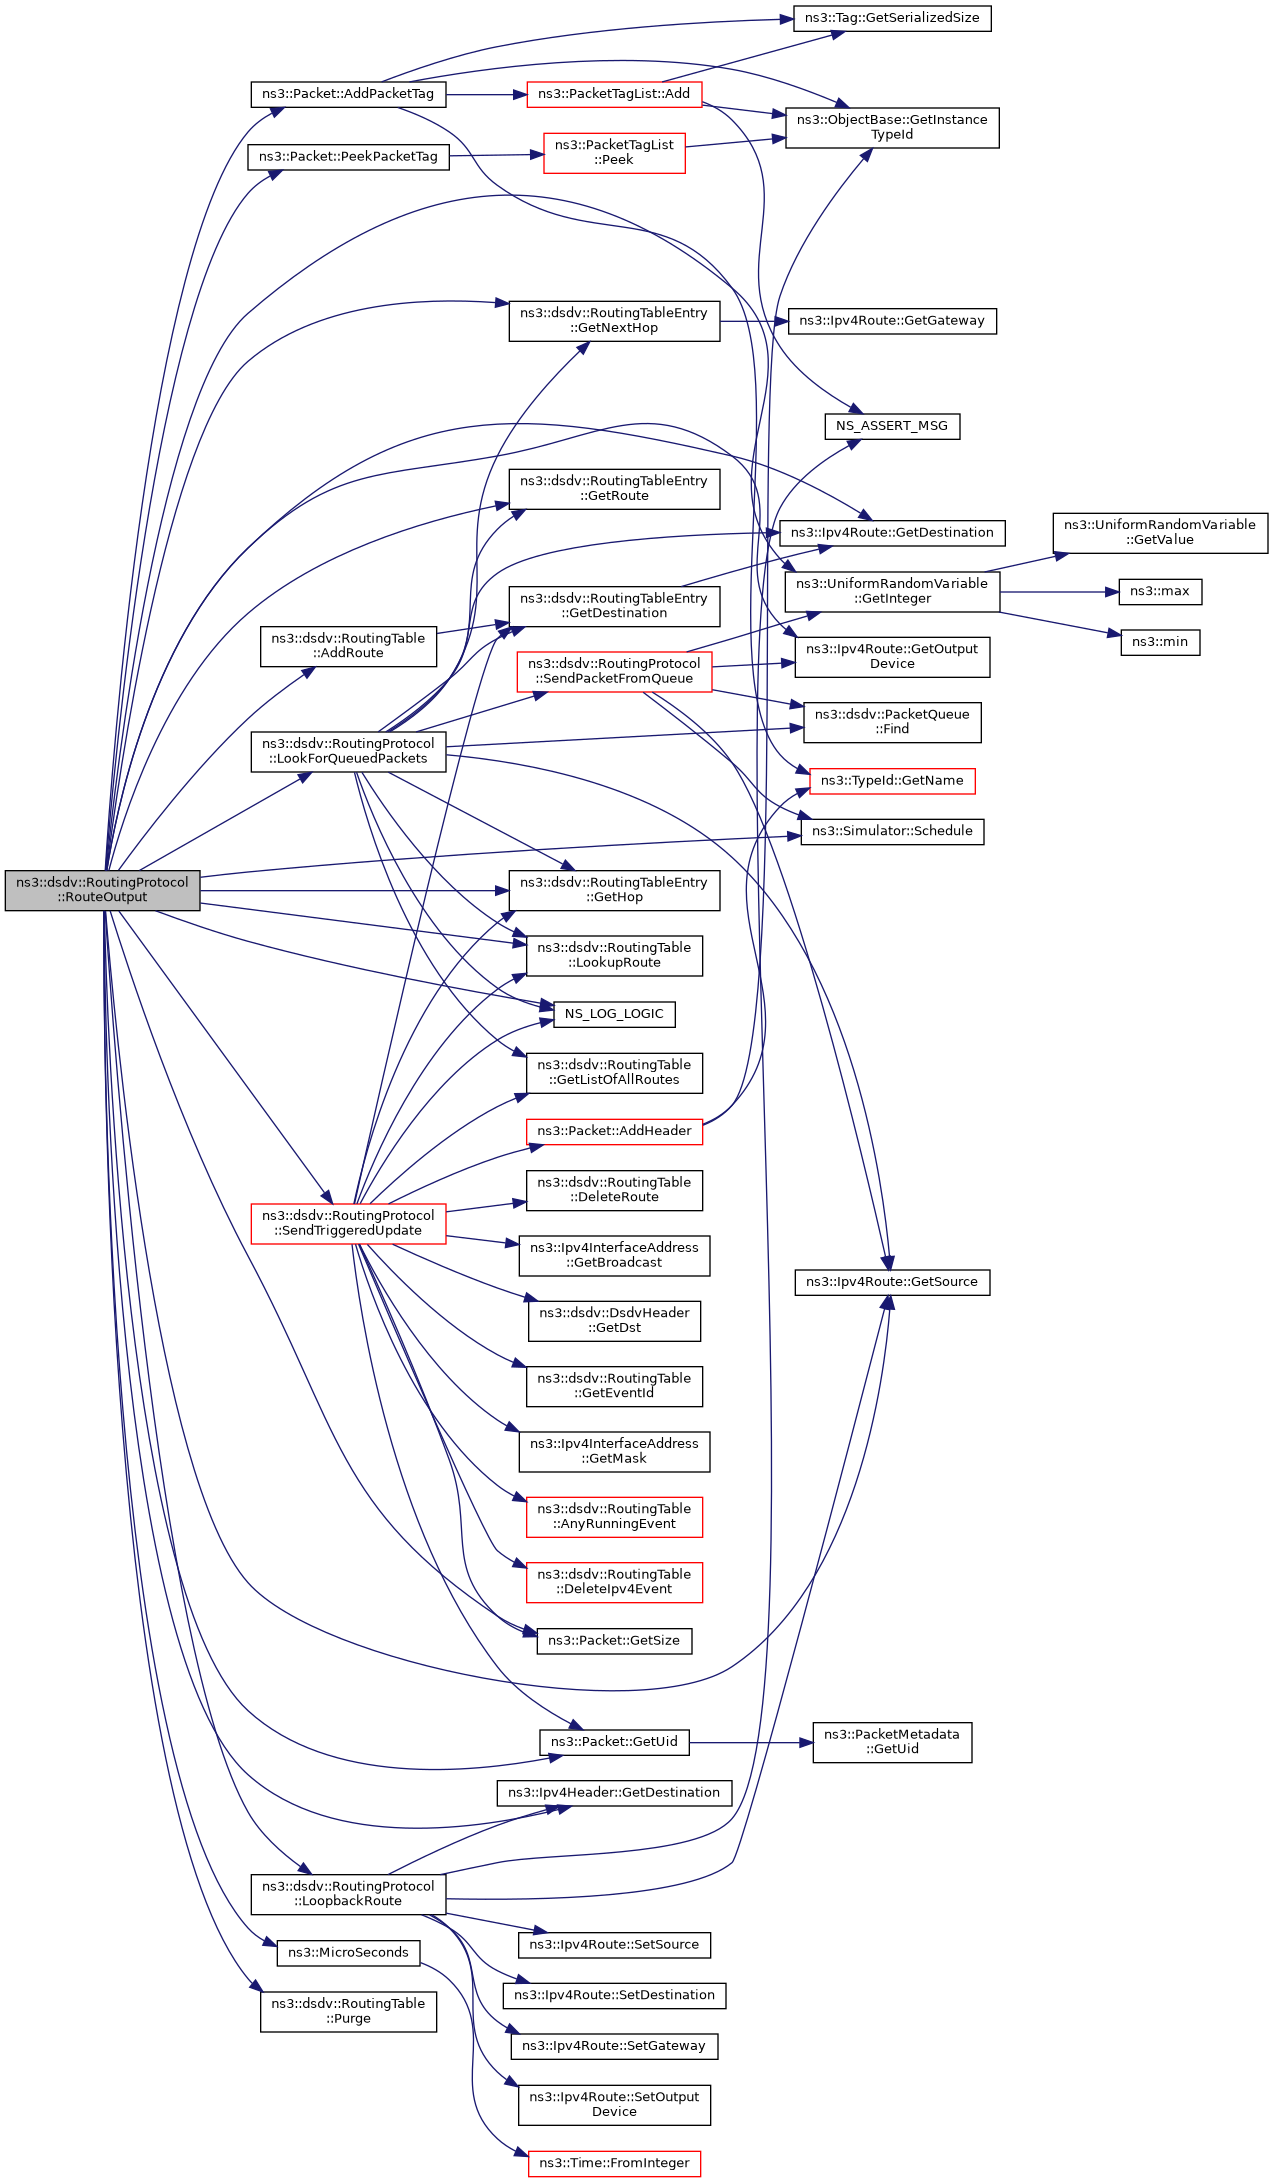 ns3::Tag::GetSerializedSize
ns3::Packet::AddPacketTag
ns3::PacketTagList::Add
ns3::ObjectBase::GetInstance
TypeId
ns3::Packet::PeekPacketTag
ns3::PacketTagList
::Peek
ns3::dsdv::RoutingTableEntry
::GetNextHop
ns3::Ipv4Route::GetGateway
NS_ASSERT_MSG
ns3::dsdv::RoutingTableEntry
::GetRoute
ns3::Ipv4Route::GetDestination
ns3::UniformRandomVariable
::GetValue
ns3::UniformRandomVariable
::GetInteger
ns3::max
ns3::min
ns3::dsdv::RoutingTableEntry
::GetDestination
ns3::dsdv::RoutingTable
::AddRoute
ns3::dsdv::RoutingProtocol
::SendPacketFromQueue
ns3::Ipv4Route::GetOutput
Device
ns3::dsdv::PacketQueue
::Find
ns3::dsdv::RoutingProtocol
::LookForQueuedPackets
ns3::TypeId::GetName
ns3::Simulator::Schedule
ns3::dsdv::RoutingProtocol
::RouteOutput
ns3::dsdv::RoutingTableEntry
::GetHop
ns3::dsdv::RoutingTable
::LookupRoute
NS_LOG_LOGIC
ns3::dsdv::RoutingTable
::GetListOfAllRoutes
ns3::Packet::AddHeader
ns3::dsdv::RoutingTable
::DeleteRoute
ns3::dsdv::RoutingProtocol
::SendTriggeredUpdate
ns3::Ipv4InterfaceAddress
::GetBroadcast
ns3::Ipv4Route::GetSource
ns3::dsdv::DsdvHeader
::GetDst
ns3::dsdv::RoutingTable
::GetEventId
ns3::Ipv4InterfaceAddress
::GetMask
ns3::dsdv::RoutingTable
::AnyRunningEvent
ns3::dsdv::RoutingTable
::DeleteIpv4Event
ns3::Packet::GetSize
ns3::Packet::GetUid
ns3::PacketMetadata
::GetUid
ns3::Ipv4Header::GetDestination
ns3::dsdv::RoutingProtocol
::LoopbackRoute
ns3::Ipv4Route::SetSource
ns3::MicroSeconds
ns3::Ipv4Route::SetDestination
ns3::dsdv::RoutingTable
::Purge
ns3::Ipv4Route::SetGateway
ns3::Ipv4Route::SetOutput
Device
ns3::Time::FromInteger